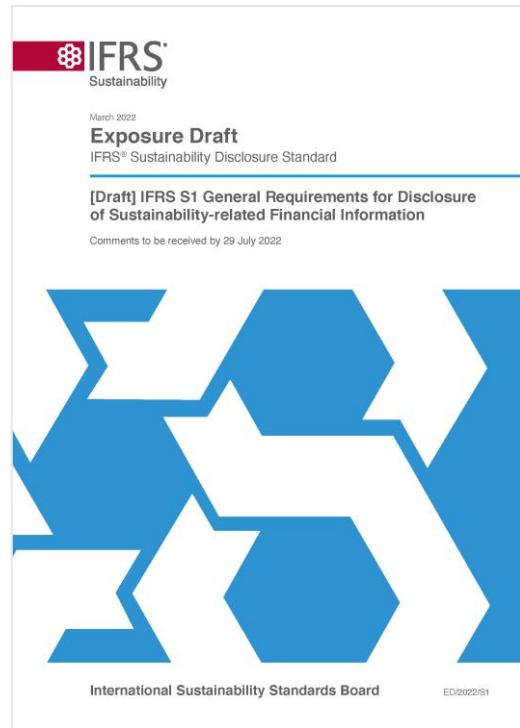 IFRS®
Sustainability
March 2022
Exposure Draft
IFRS® Sustainability Disclosure Standard
[Draft] IFRS S1 General Requirements for Disclosure
of Sustainability-related Financial Information
Comments to be received by 29 July 2022
International Sustainability Standards Board
ED/2022/S1